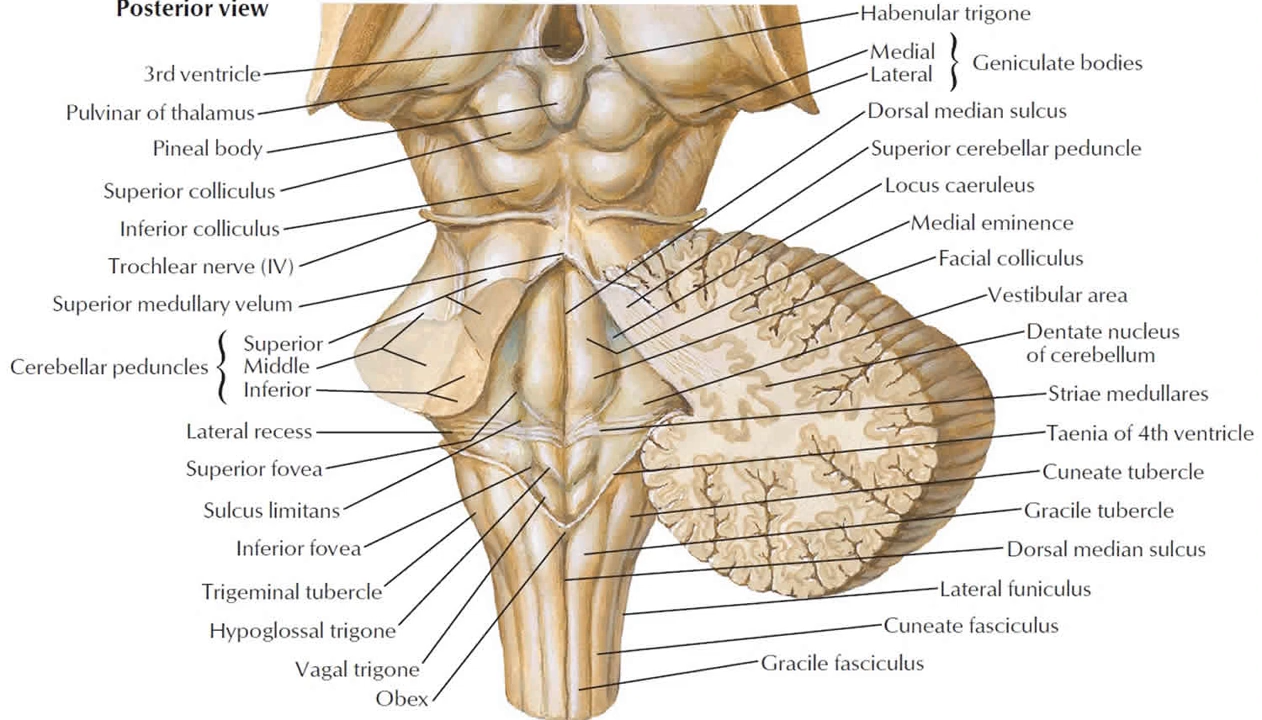 Posterior view
3rd ventricle
Pulvinar of thalamus
Pineal body
Superior colliculus
Inferior colliculus
Trochlear nerve (IV)
Superior medullary velum
Cerebellar peduncles
Superior
Middle
Inferior
Lateral recess
Superior fovea
Sulcus limitans
Inferior fovea
Trigeminal tubercle
Hypoglossal trigone
Vagal trigone
Obex
Habenular trigone
Medial
Lateral
Geniculate bodies
Dorsal median sulcus
Superior cerebellar peduncle
Locus caeruleus
Medial eminence
Facial colliculus
Vestibular area
Dentate nucleus
of cerebellum
Striae medullares
Taenia of 4th ventricle
Cuneate tubercle
Gracile tubercle
Dorsal median sulcus
Lateral funiculus
Cuneate fasciculus
Gracile fasciculus